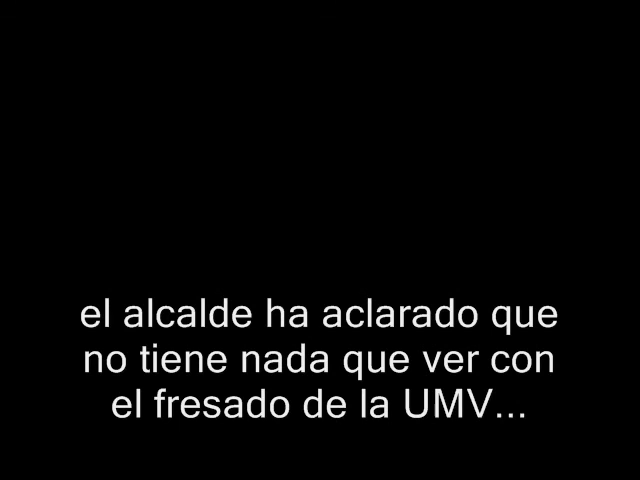 el alcalde ha aclarado que
no tiene nada que ver con
el fresado de la UMV...